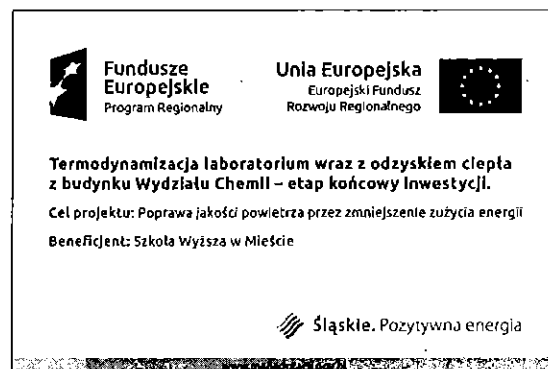 Fundusze
Europejskie
Program Regionalny
Unia Europejska
Europejski Fundusz
Rozwoju Regionalnego
Termodynamizacja laboratorium wraz z odzyskiem ciepła
z budynku Wydziału Chemii – etap końcowy inwestycji.
Cel projektu: Poprawa jakości powietrza przez zmniejszenie zużycia energii
Beneficjent: Szkoła Wyższa w Mieście
Śląskie. Pozytywna energia